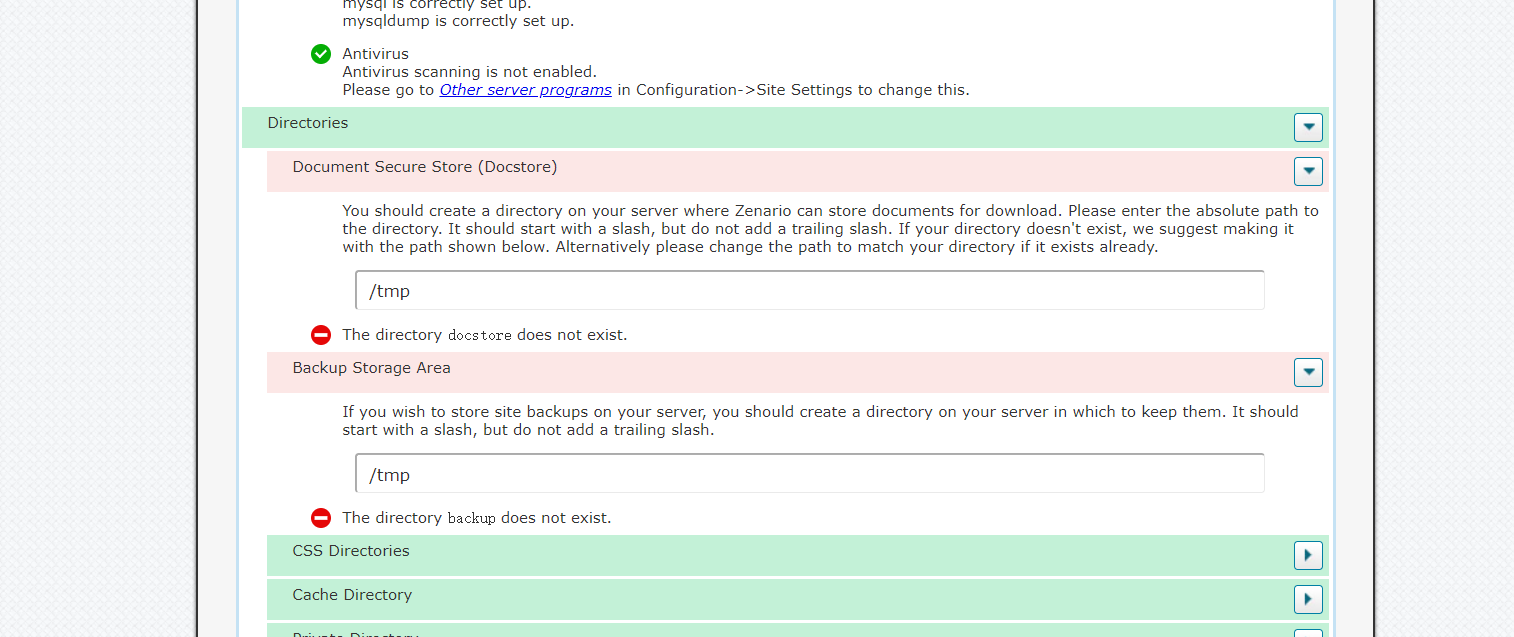 mysql is correctly set up.
mysqldump is correctly set up.
Antivirus
Antivirus scanning is not enabled.
Please go to Other server programs in Configuration->Site Settings to change this.
Directories
Document Secure Store (Docstore)
You should create a directory on your server where Zenario can store documents for download. Please enter the absolute path to
the directory. It should start with a slash, but do not add a trailing slash. If your directory doesn't exist, we suggest making it
with the path shown below. Alternatively please change the path to match your directory if it exists already.
/tmp
The directory docstore does not exist.
Backup Storage Area
If you wish to store site backups on your server, you should create a directory on your server in which to keep them. It should
start with a slash, but do not add a trailing slash.
/tmp
The directory backup does not exist.
CSS Directories
Cache Directory
Private Directory